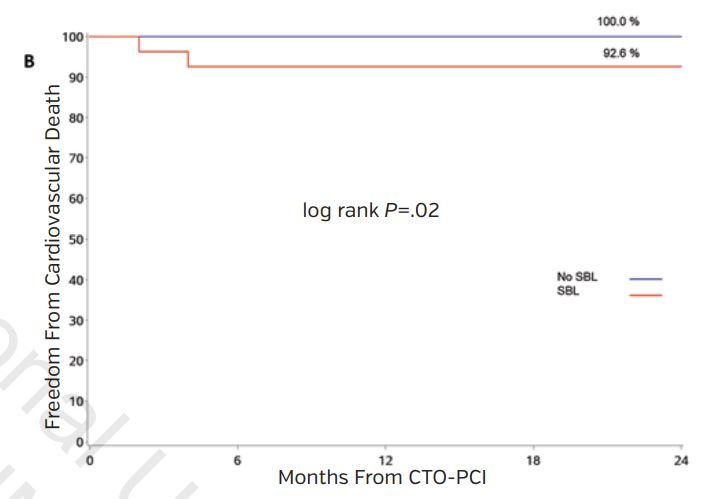 100.0 %
B
92.6 %
Freedom From Cardiovascular Death
100
90
80
70
60
50
40
30
20
10
0
log rank P=.02
No SBL
SBL
0 6 12 18 24
Months From CTO-PCI